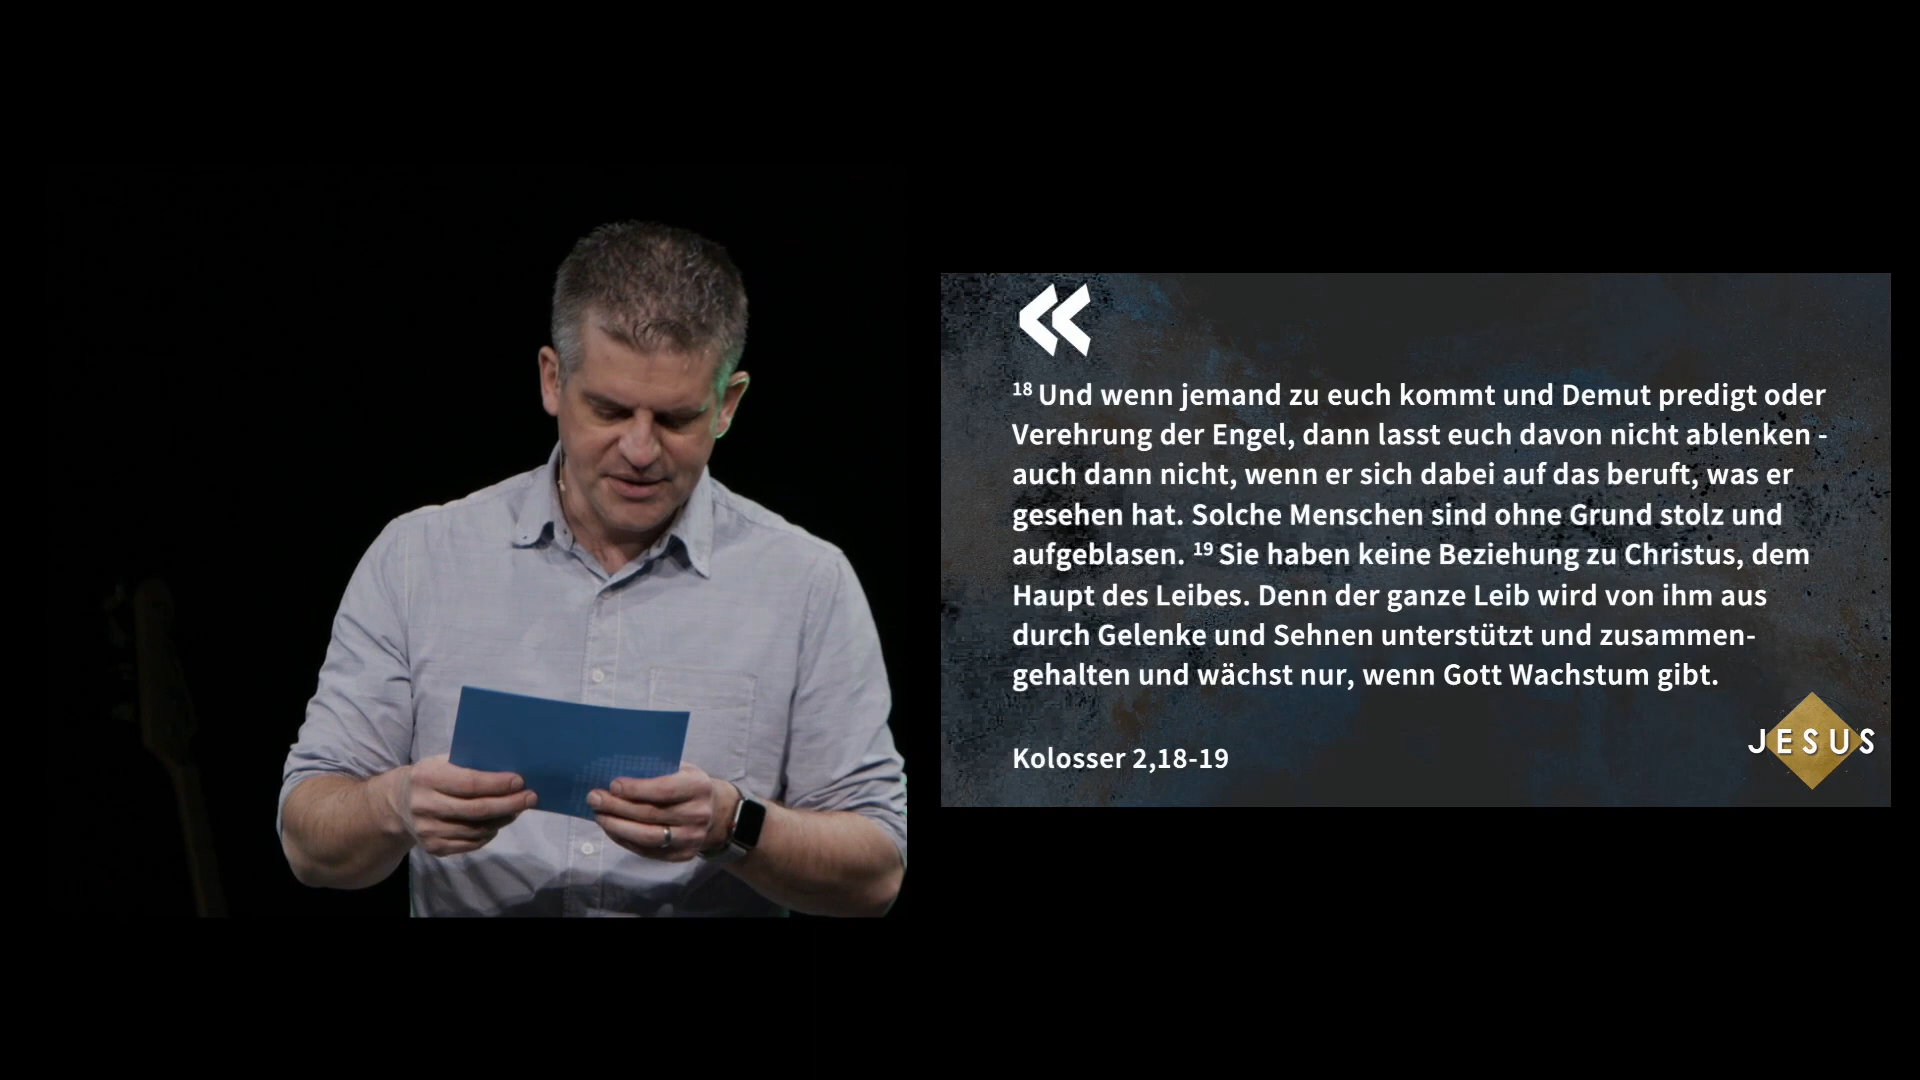 18 Und wenn jemand zu euch kommt und Demut predigt oder
Verehrung der Engel, dann lasst euch davon nicht ablenken -
auch dann nicht, wenn er sich dabei auf das beruft, was er
gesehen hat. Solche Menschen sind ohne Grund stolz und
aufgeblasen. 19 Sie haben keine Beziehung zu Christus, dem
Haupt des Leibes. Denn der ganze Leib wird von ihm aus
durch Gelenke und Sehnen unterstützt und zusammen-
gehalten und wächst nur, wenn Gott Wachstum gibt.
Kolosser 2,18-19
JESUS